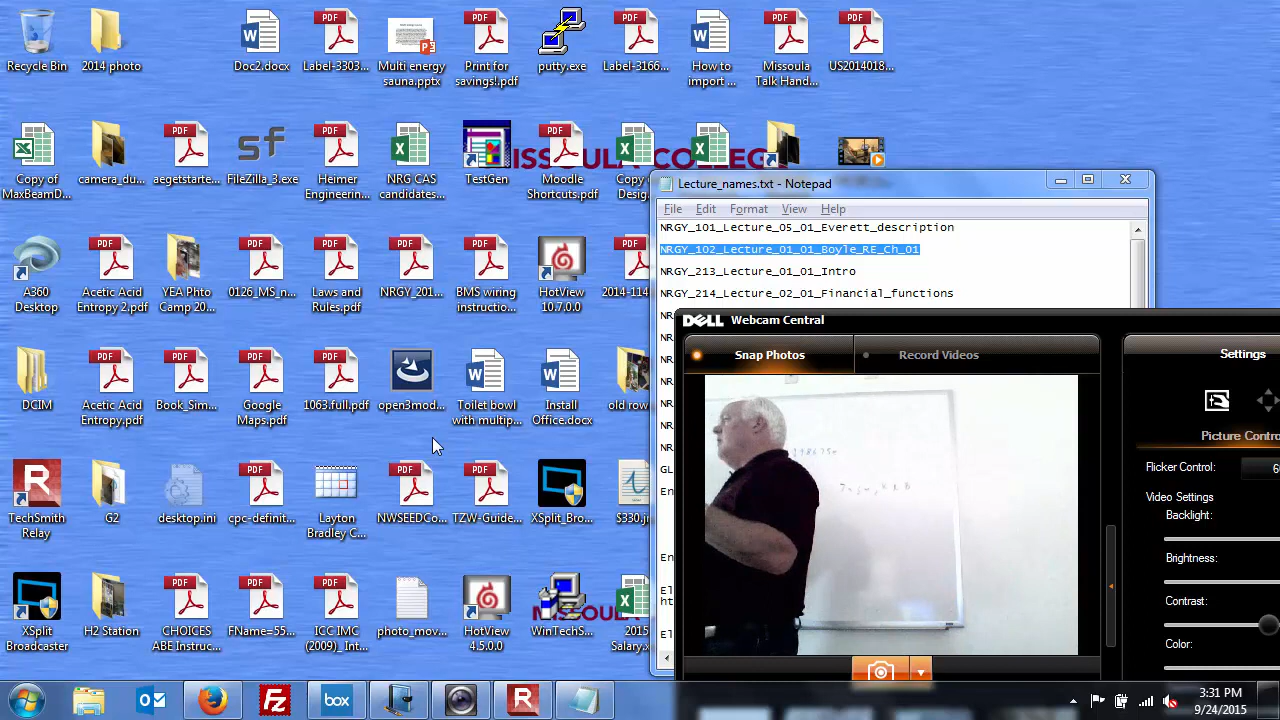 Recycle Bin
2014 photo
Doc2.docx
Label-3303...
Multi energy
sauna.pptx
Print for
savings!.pdf
putty.exe
Label-3166...
How to
import ...
Missoula
Talk Hand...
US2014018...
Copy of
MaxBeamD...
camera_du...
aegetstarte...
FileZilla_3.exe
Heimer
Engineering...
NRG CAS
candidates...
TestGen
Moodle
Shortcuts.pdf
Copy
Desig
ISSOULA COLLEG
Lecture_names.txt - Notepad
File Edit Format View Help
NRGY_101_Lecture_05_01_Everett_description
NRGY_102_Lecture_01_01_Boyle_RE_Ch_01
NRGY_213_Lecture_01_01_Intro
NRGY_214_Lecture_02_01_Financial_functions
A360
Desktop
Acetic Acid
Entropy 2.pdf
YEA Phto
Camp 20...
0126_MS_n...
Laws and
Rules.pdf
NRGY_201...
BMS wiring
instructio...
HotView
10.7.0.0
2014-114
DELL Webcam Central
Snap Photos
Record Videos
Settings
Picture Contro
Flicker Control:
Video Settings
Backlight:
Brightness:
Contrast:
Color:
DCIM
Acetic Acid
Entropy.pdf
Book_Sim...
Google
Maps.pdf
1063.full.pdf
open3mod...
Toilet bowl
with multip...
Install
Office.docx
old row
TechSmith
Relay
G2
desktop.ini
cpc-definit...
Layton
Bradley C...
NWSEEDCo...
TZW-Guide...
XSplit_Bro...
S330.j
XSplit
Broadcaster
H2 Station
CHOICES
ABE Instruc...
FName=55...
ICC IMC
(2009)_ Int...
photo_mov...
HotView
4.5.0.0
WinTechS...
2015
Salary.x
3:31 PM
9/24/2015